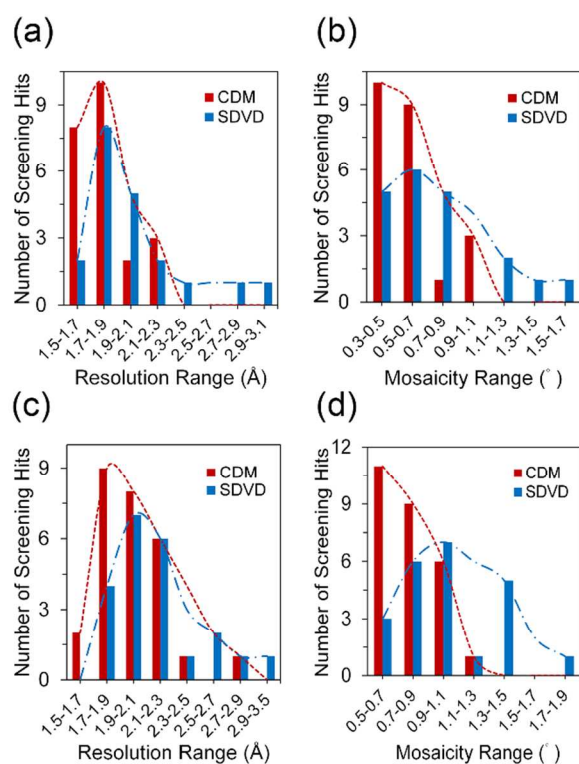 (a)
Number of Screening Hits
9
6
3
0
CDM
SDVD
1.5-1.7
1.7-1.9
1.9-2.1
2.1-2.3
2.3-2.5
2.5-2.7
2.7-2.9
2.9-3.1
Resolution Range (Å)
(b)
Number of Screening Hits
9
6
3
0
CDM
SDVD
0.3-0.5
0.5-0.7
0.7-0.9
0.9-1.1
1.1-1.3
1.3-1.5
1.5-1.7
Mosaicity Range (°)
(c)
Number of Screening Hits
9
6
3
0
CDM
SDVD
1.5-1.7
1.7-1.9
1.9-2.1
2.1-2.3
2.3-2.5
2.5-2.7
2.7-2.9
2.9-3.5
Resolution Range (Å)
(d)
Number of Screening Hits
12
9
6
3
0
CDM
SDVD
0.5-0.7
0.7-0.9
0.9-1.1
1.1-1.3
1.3-1.5
1.5-1.7
1.7-1.9
Mosaicity Range (°)